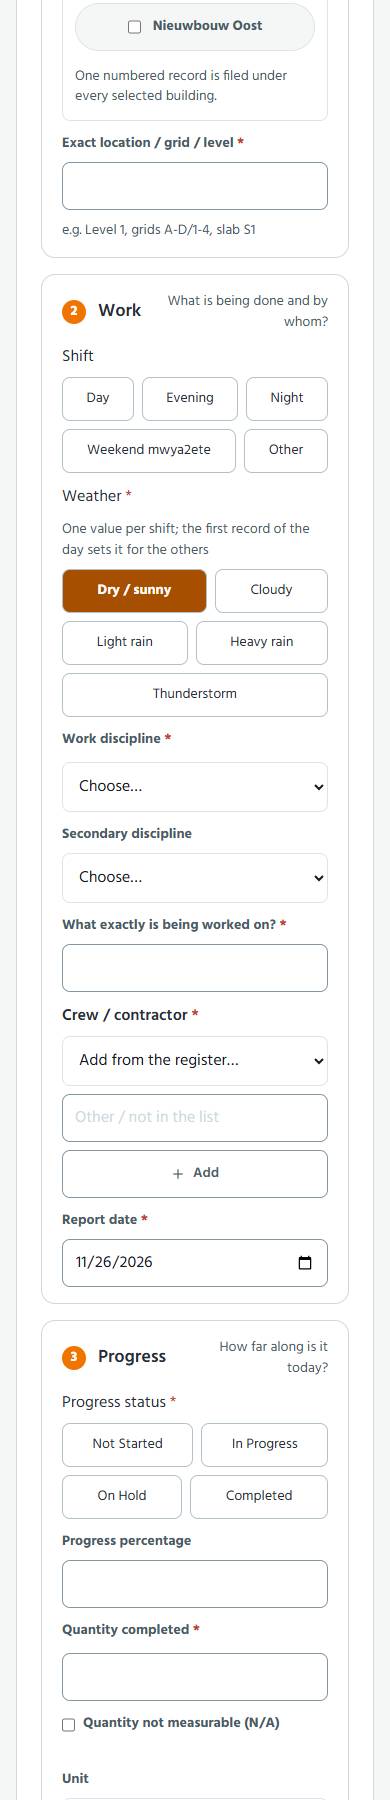 Nieuwbouw Oost
One numbered record is filed under
every selected building.
Exact location / grid / level *
e.g. Level 1, grids A-D/1-4, slab S1
2 Work What is being done and by
whom?
Shift
Day Evening Night
Weekend mwya2ete Other
Weather *
One value per shift; the first record of the
day sets it for the others
Dry / sunny Cloudy
Light rain Heavy rain
Thunderstorm
Work discipline *
Choose...
Secondary discipline
Choose...
What exactly is being worked on? *
Crew / contractor *
Add from the register...
Other / not in the list
+ Add
Report date *
11/26/2026
3 Progress How far along is it
today?
Progress status *
Not Started In Progress
On Hold Completed
Progress percentage
Quantity completed *
Quantity not measurable (N/A)
Unit